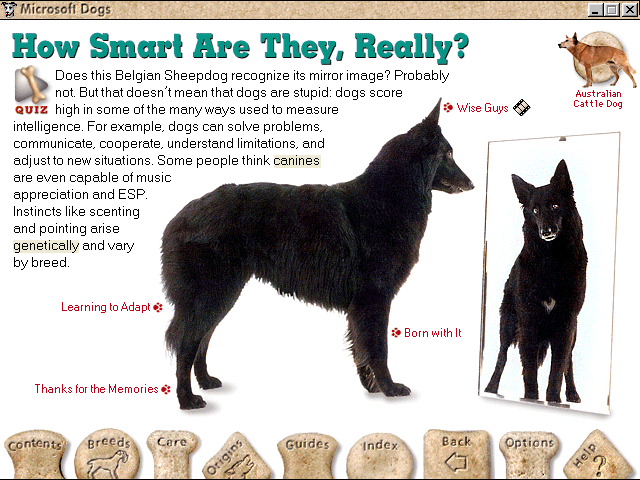 Microsoft Dogs
How Smart Are They, Really?
QUIZ
Does this Belgian Sheepdog recognize its mirror image? Probably
not. But that doesn't mean that dogs are stupid: dogs score
high in some of the many ways used to measure
intelligence. For example, dogs can solve problems,
communicate, cooperate, understand limitations, and
adjust to new situations. Some people think canines
are even capable of music
appreciation and ESP.
Instincts like scenting
and pointing arise
genetically and vary
by breed.
Australian
Cattle Dog
Wise Guys
Learning to Adapt
Born with It
Thanks for the Memories
Contents
Breeds
Care
Origins
Guides
Index
Back
Options
Help
?